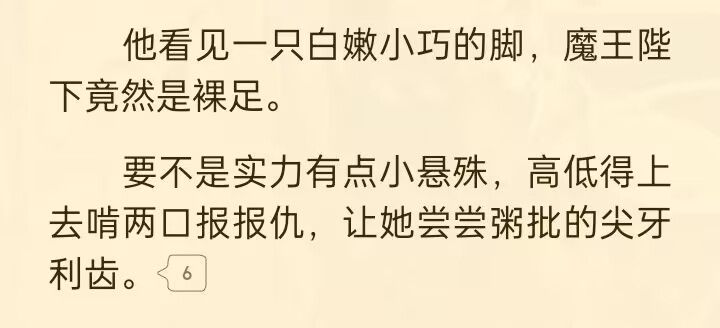 他看见一只白嫩小巧的脚，魔王陛
下竟然是裸足。
要不是实力有点小悬殊，高低得上
去啃两口报报仇，让她尝尝粥批的尖牙
利齿。 6